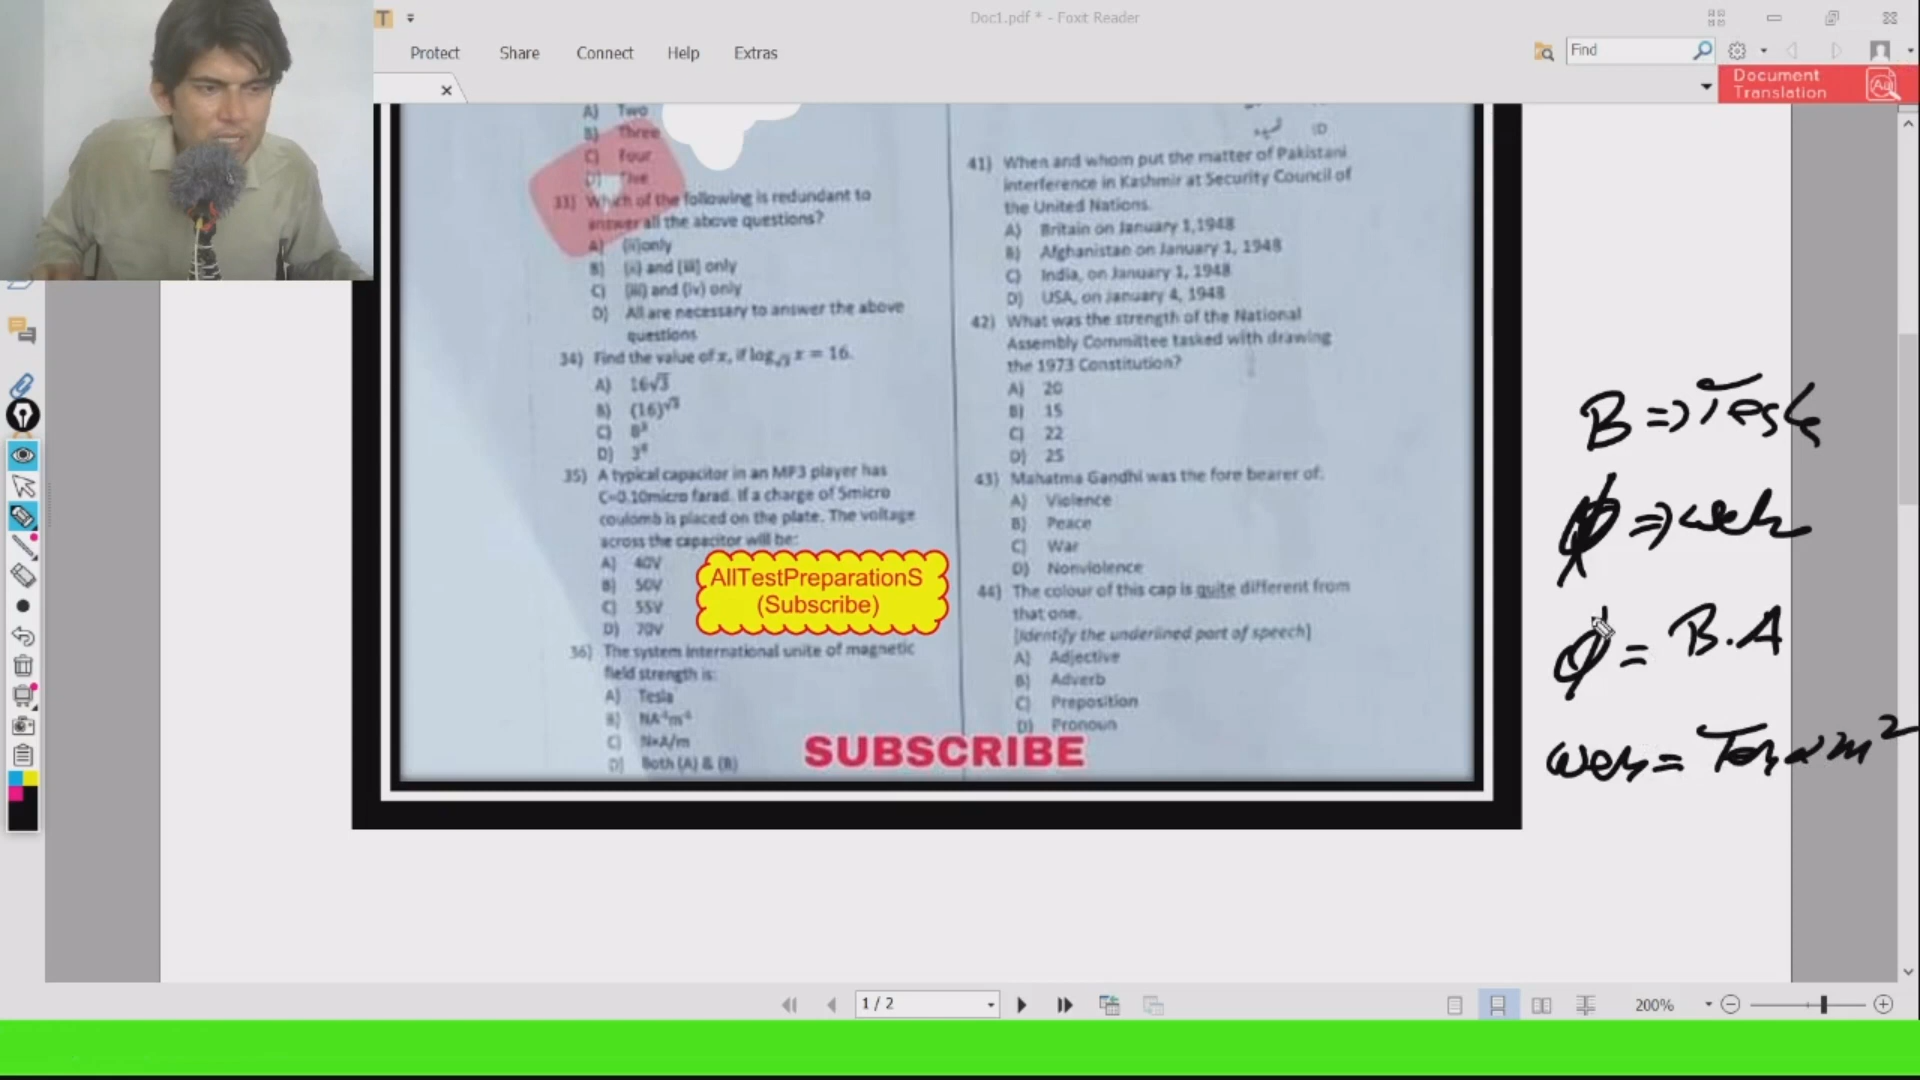 Doc1.pdf * - Foxit Reader
Protect Share Connect Help Extras
Find
Document
Translation
A) Two
B) Three
C) Four
D) Five
33) Which of the following is redundant to
answer all the above questions?
A) (ii)only
B) (ii) and (iii) only
C) (iii) and (iv) only
D) All are necessary to answer the above
questions
34) Find the value of x, if log√3 x = 16.
A) 16√3
B)
C)
D)
35) A typical capacitor in an MP3 player has
C=0.10micro farad. If a charge of 5micro
coulomb is placed on the plate. The voltage
across the capacitor will be:
A) 40V
B) 50V
C) 55V
D) 70V
36) The system international unite of magnetic
field strength is:
A) Tesla
B) NA⁻¹m⁻¹
C) N×A/m
D) Both (A) & (B)
41) When and whom put the matter of Pakistani
interference in Kashmir at Security Council of
the United Nations.
A) Britain on January 1,1948
B) Afghanistan on January 1, 1948
C) India, on January 1, 1948
D) USA, on January 4, 1948
42) What was the strength of the National
Assembly Committee tasked with drawing
the 1973 Constitution?
A) 20
B) 15
C) 22
D) 25
43) Mahatma Gandhi was the fore bearer of:
A) Violence
B) Peace
C) War
D) Nonviolence
44) The colour of this cap is quite different from
that one.
[Identify the underlined part of speech]
A) Adjective
B) Adverb
C) Preposition
D) Pronoun
AllTestPreparationS
(Subscribe)
SUBSCRIBE
B =>
ϕ =>
ϕ = B.A
1 / 2
200%